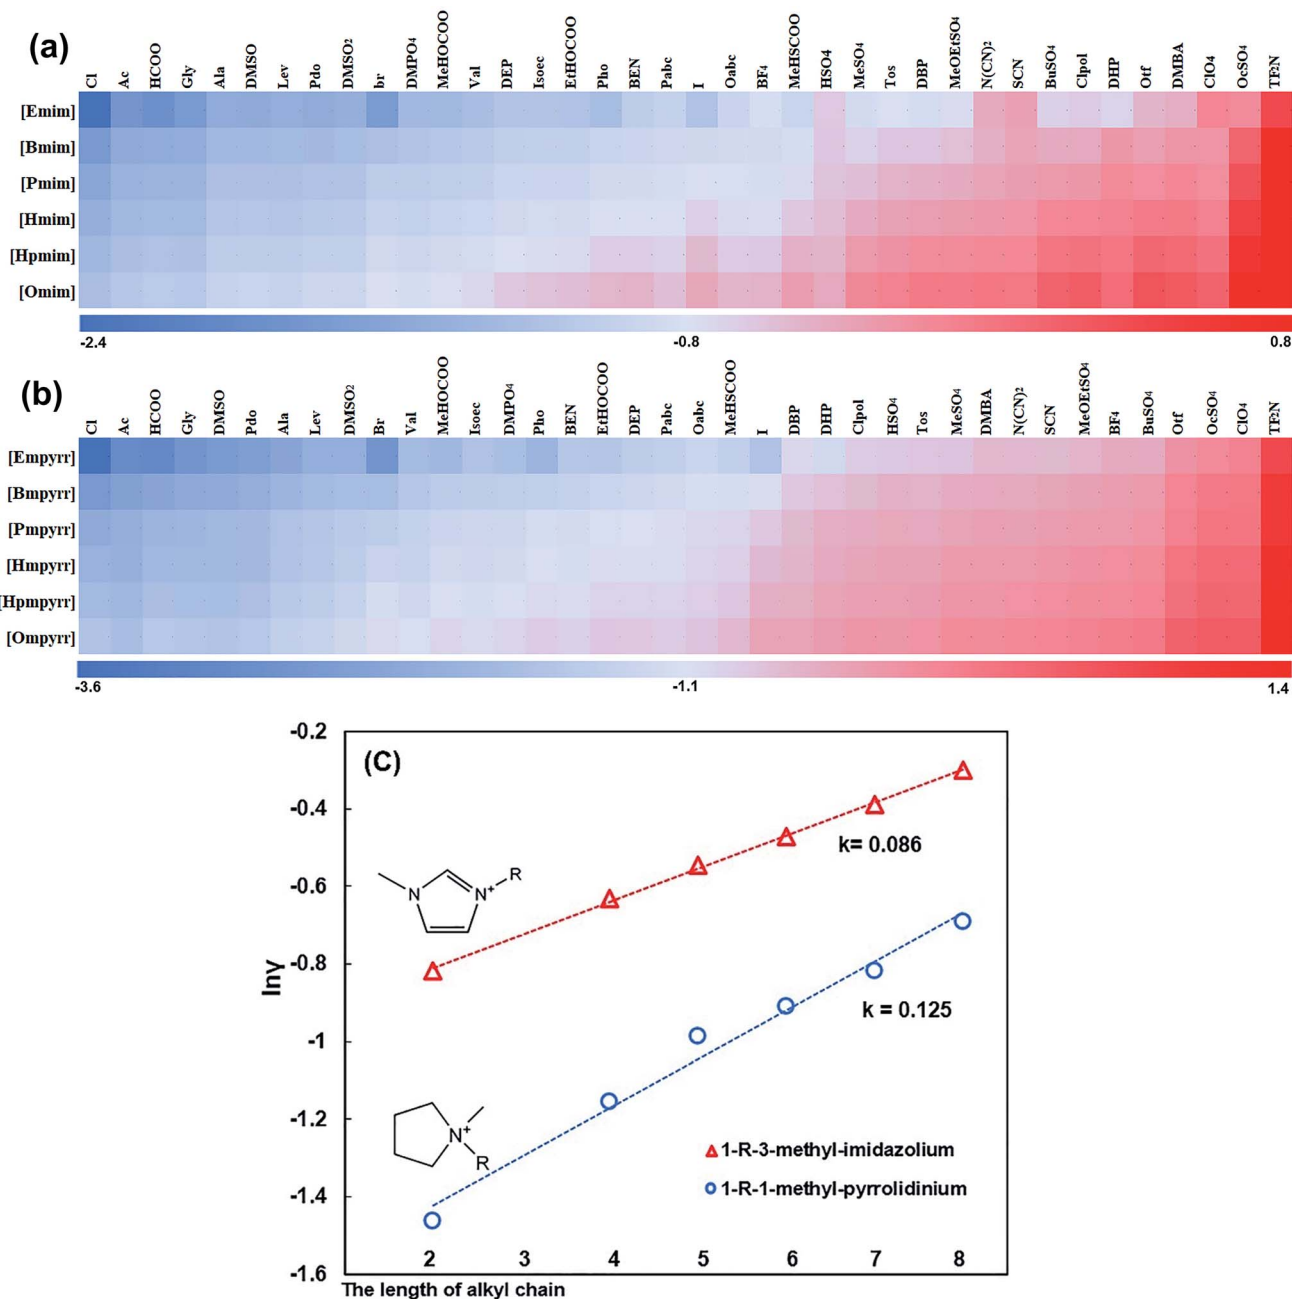 (a)
Cl Ac HCOO Gly Ala DMSO Lev Pdo DMSO2 br DMPO4 MeHOCOO Val DEP Isoec EtHOCOO Pho BEN Pabc I Oabc BF4 MeHSCOO HSO4 MeSO4 Tos DBP MeOEtSO4 N(CN)2 SCN BuSO4 Clpol DHP Otf DMBA ClO4 OcSO4 TF2N
[Emim]
[Bmim]
[Pmim]
[Hmim]
[Hpmim]
[Omim]
-2.4 -0.8 0.8
(b)
Cl Ac HCOO Gly DMSO Pdo Ala Lev DMSO2 Br Val MeHOCOO Isoec DMPO4 Pho BEN EtHOCOO DEP Pabc Oabc MeHSCOO I DBP DHP Clpol HSO4 Tos MeSO4 DMBA N(CN)2 SCN MeOEtSO4 BF4 BuSO4 Otf OcSO4 ClO4 TF2N
[Empyrr]
[Bmpyrr]
[Pmpyrr]
[Hmpyrr]
[Hpmpyrr]
[Ompyrr]
-3.6 -1.1 1.4
(C)
-0.2
-0.4
-0.6
-0.8
-1
-1.2
-1.4
-1.6
lnγ
k= 0.086
k = 0.125
N N+ R
N+ R
1-R-3-methyl-imidazolium
1-R-1-methyl-pyrrolidinium
2 3 4 5 6 7 8
The length of alkyl chain